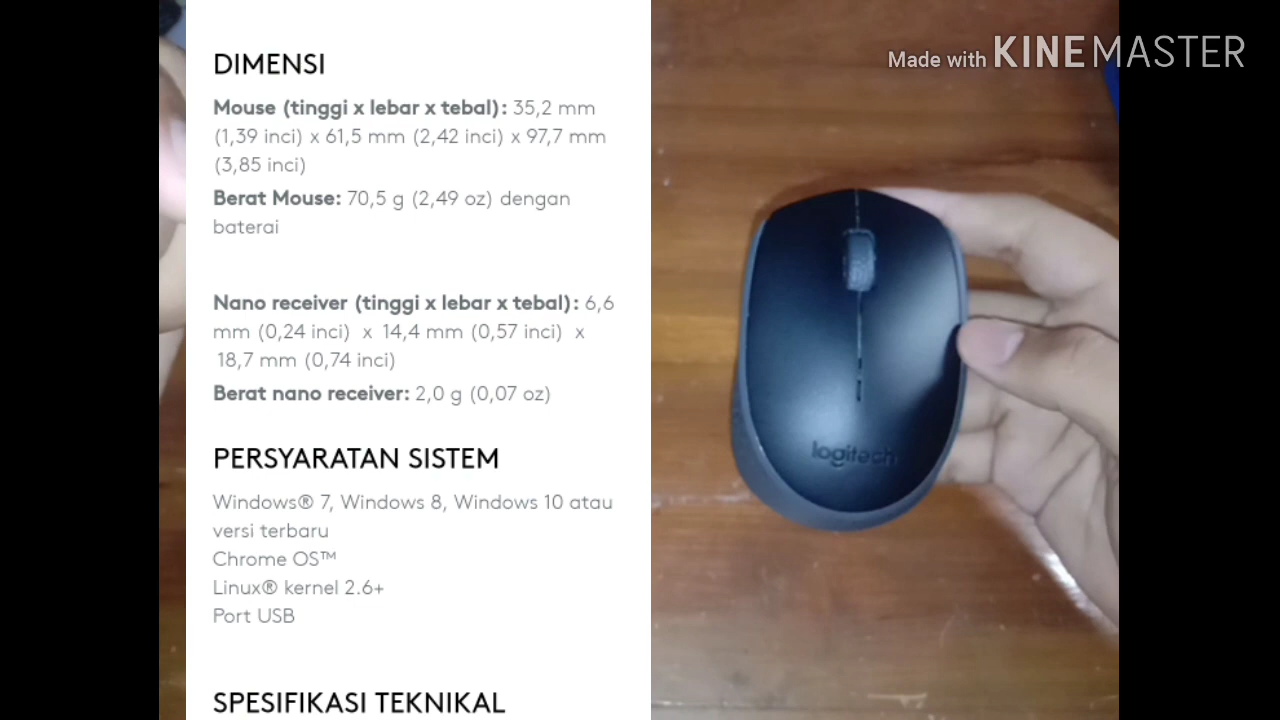 DIMENSI
Mouse (tinggi x lebar x tebal): 35,2 mm
(1,39 inci) x 61,5 mm (2,42 inci) x 97,7 mm
(3,85 inci)
Berat Mouse: 70,5 g (2,49 oz) dengan
baterai
Nano receiver (tinggi x lebar x tebal): 6,6
mm (0,24 inci) x 14,4 mm (0,57 inci) x
18,7 mm (0,74 inci)
Berat nano receiver: 2,0 g (0,07 oz)
PERSYARATAN SISTEM
Windows® 7, Windows 8, Windows 10 atau
versi terbaru
Chrome OS™
Linux® kernel 2.6+
Port USB
SPESIFIKASI TEKNIKAL
Made with KINEMASTER
logitech